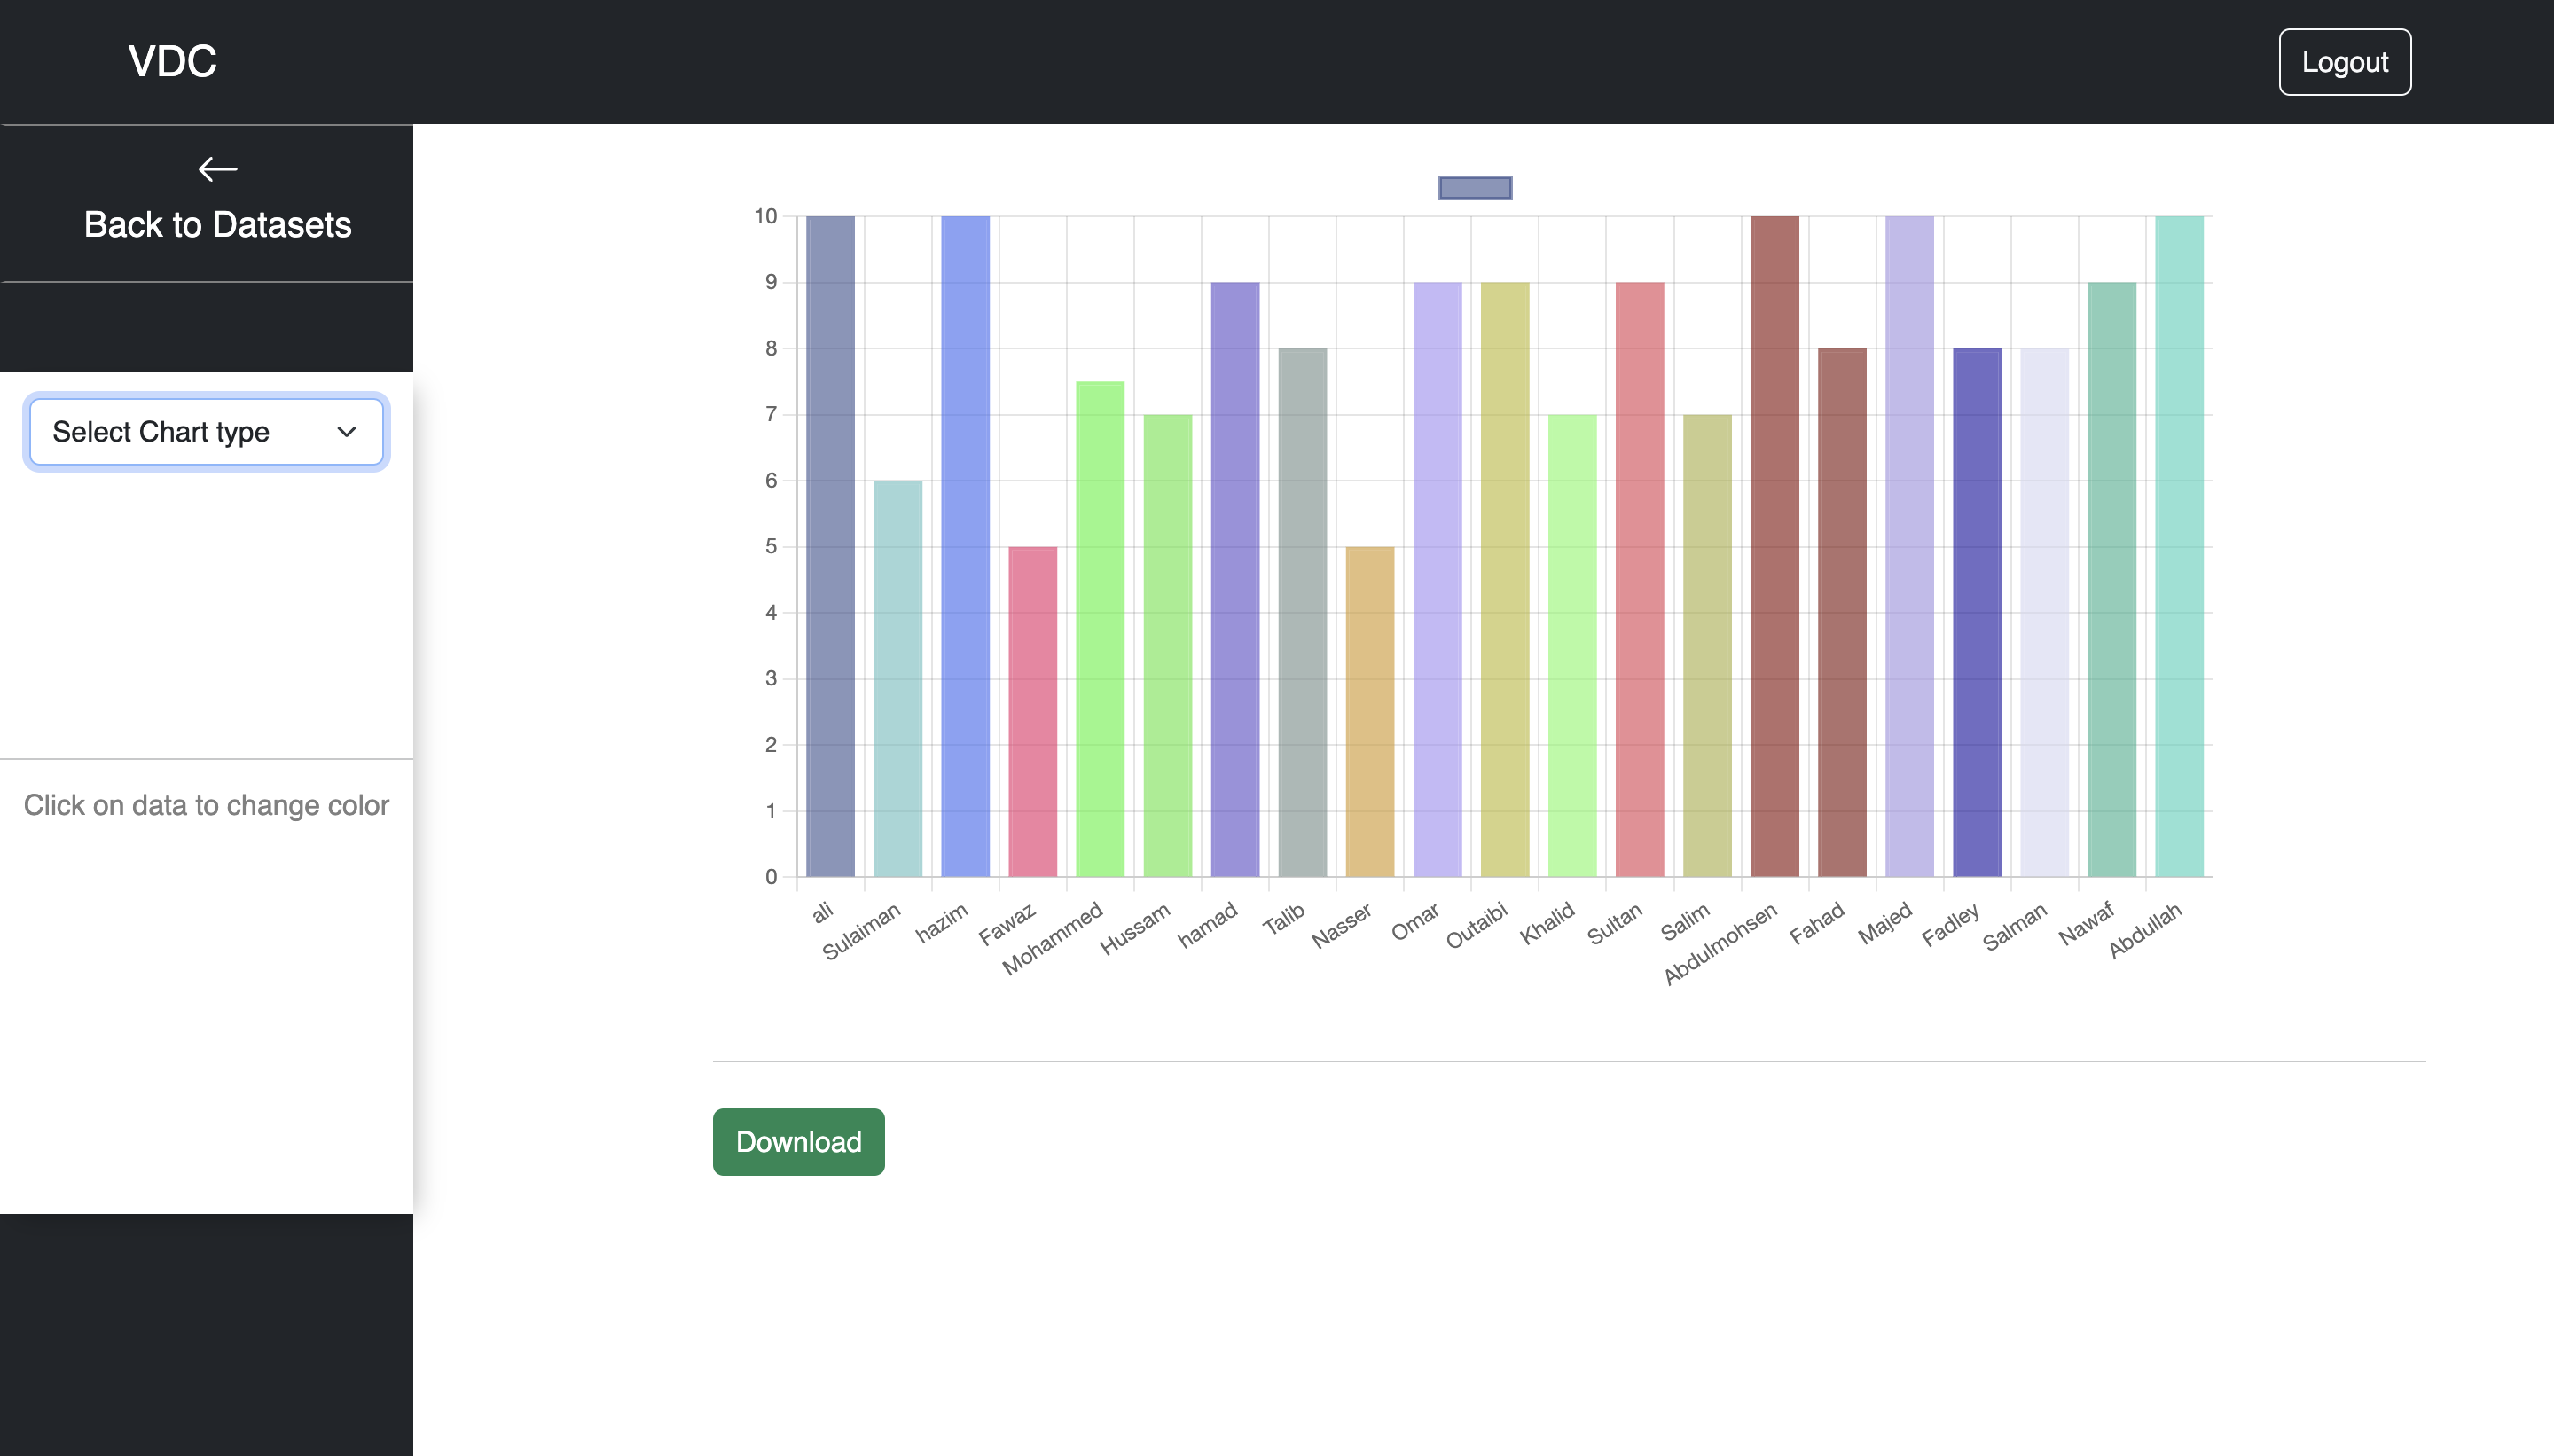 VDC
Logout
Back to Datasets
Select Chart type
Click on data to change color
10
9
8
7
6
5
4
3
2
1
0
ali
Sulaiman
hazim
Fawaz
Mohammed
Hussam
hamad
Talib
Nasser
Omar
Outaibi
Khalid
Sultan
Salim
Abdulmohsen
Fahad
Majed
Fadley
Salman
Nawaf
Abdullah
Download